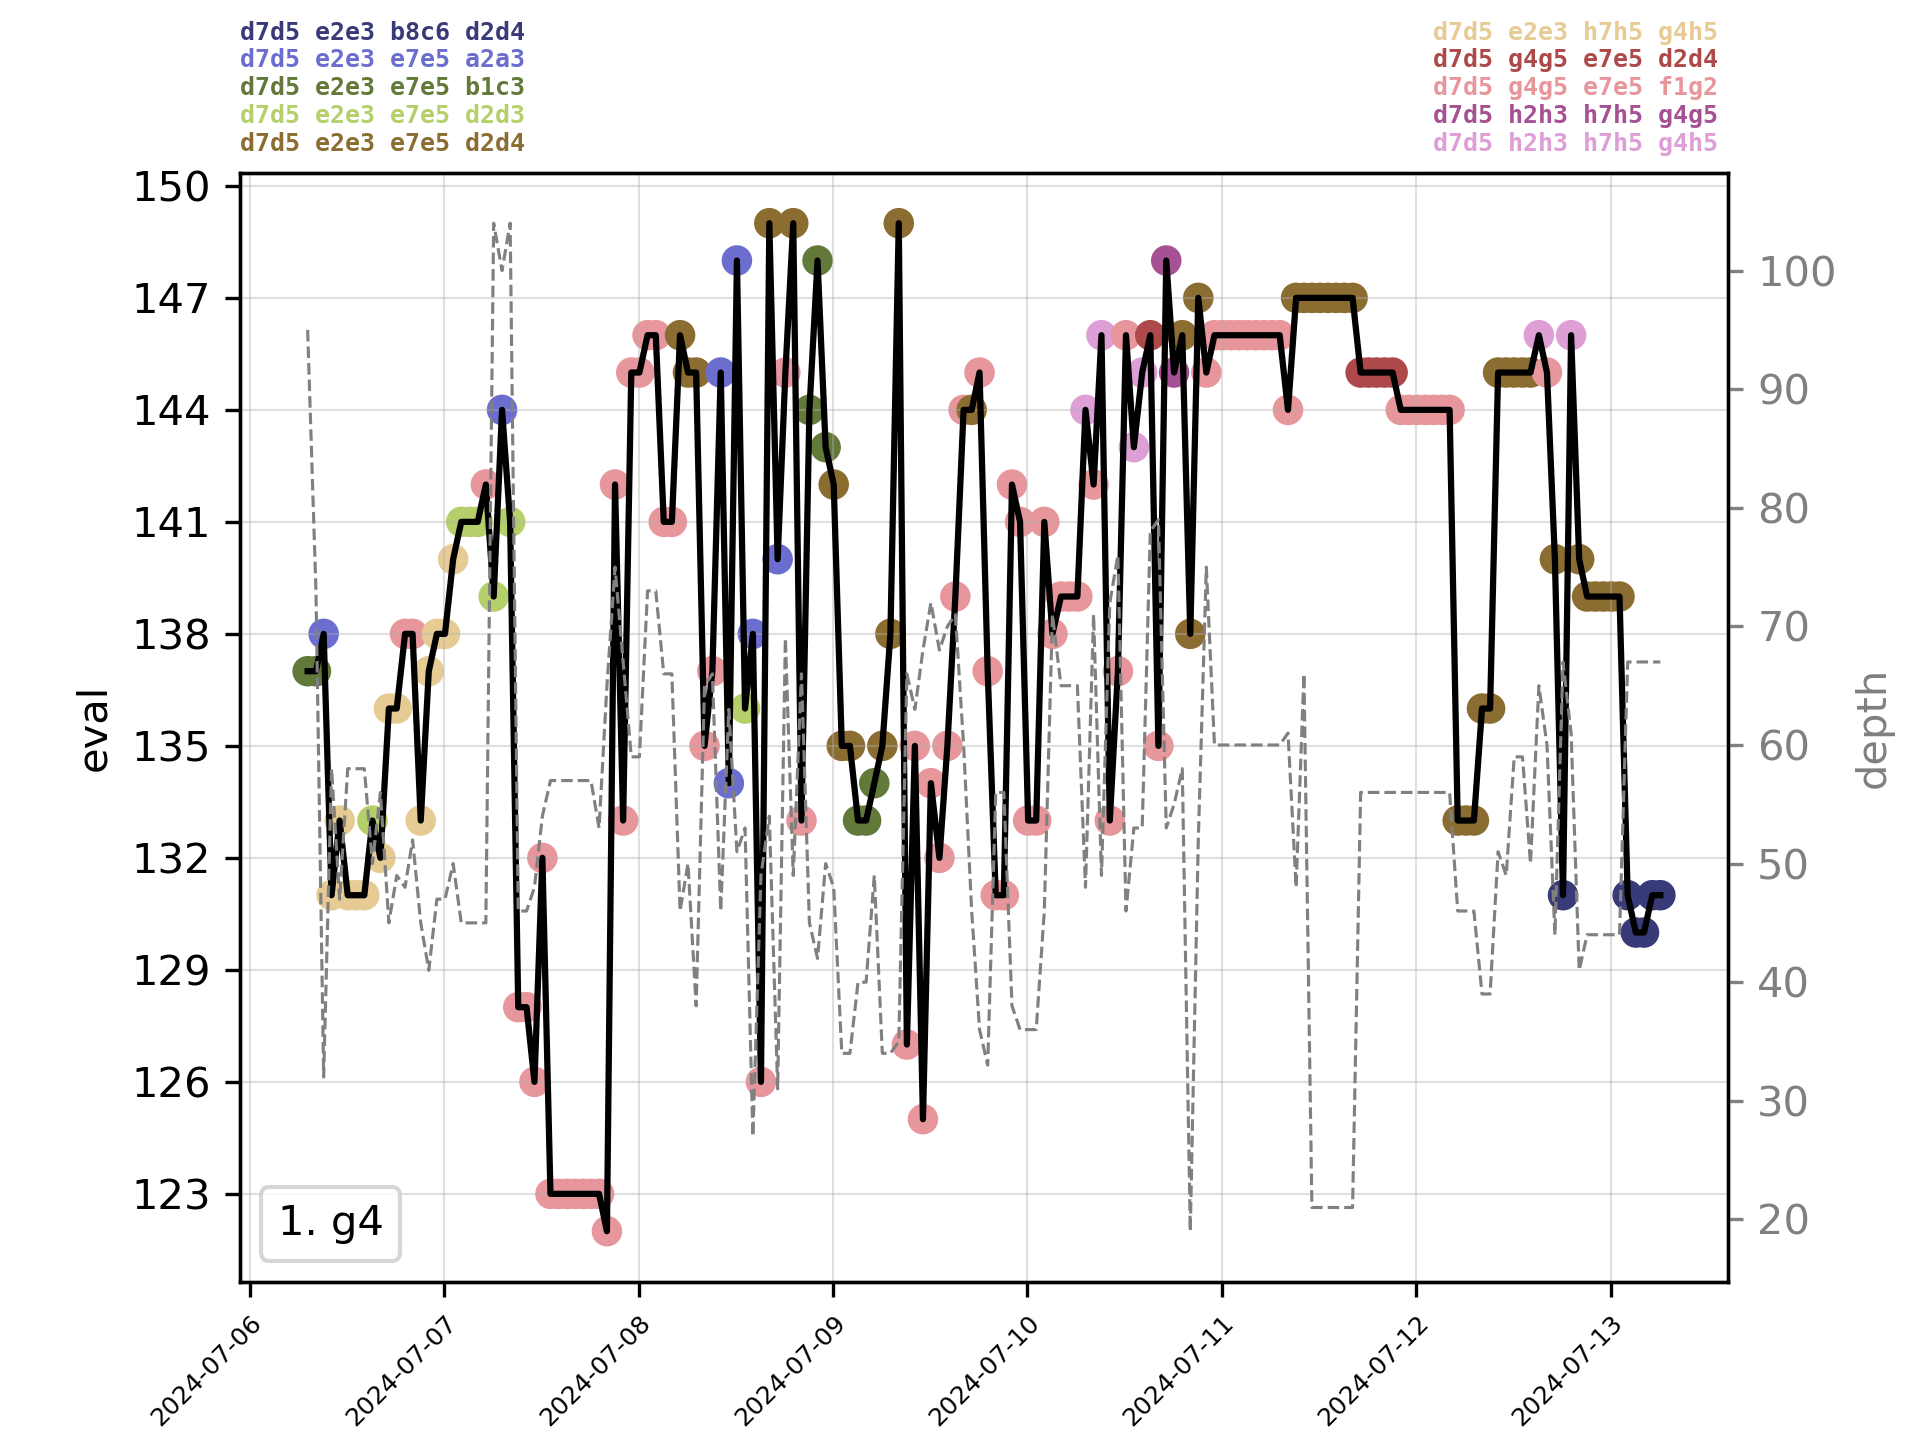 d7d5 e2e3 b8c6 d2d4
d7d5 e2e3 e7e5 a2a3
d7d5 e2e3 e7e5 b1c3
d7d5 e2e3 e7e5 d2d3
d7d5 e2e3 e7e5 d2d4
d7d5 e2e3 h7h5 g4h5
d7d5 g4g5 e7e5 d2d4
d7d5 g4g5 e7e5 f1g2
d7d5 h2h3 h7h5 g4g5
d7d5 h2h3 h7h5 g4h5
150
147
144
141
138
135
132
129
126
123
eval
100
90
80
70
60
50
40
30
20
depth
1. g4
2024-07-06
2024-07-07
2024-07-08
2024-07-09
2024-07-10
2024-07-11
2024-07-12
2024-07-13